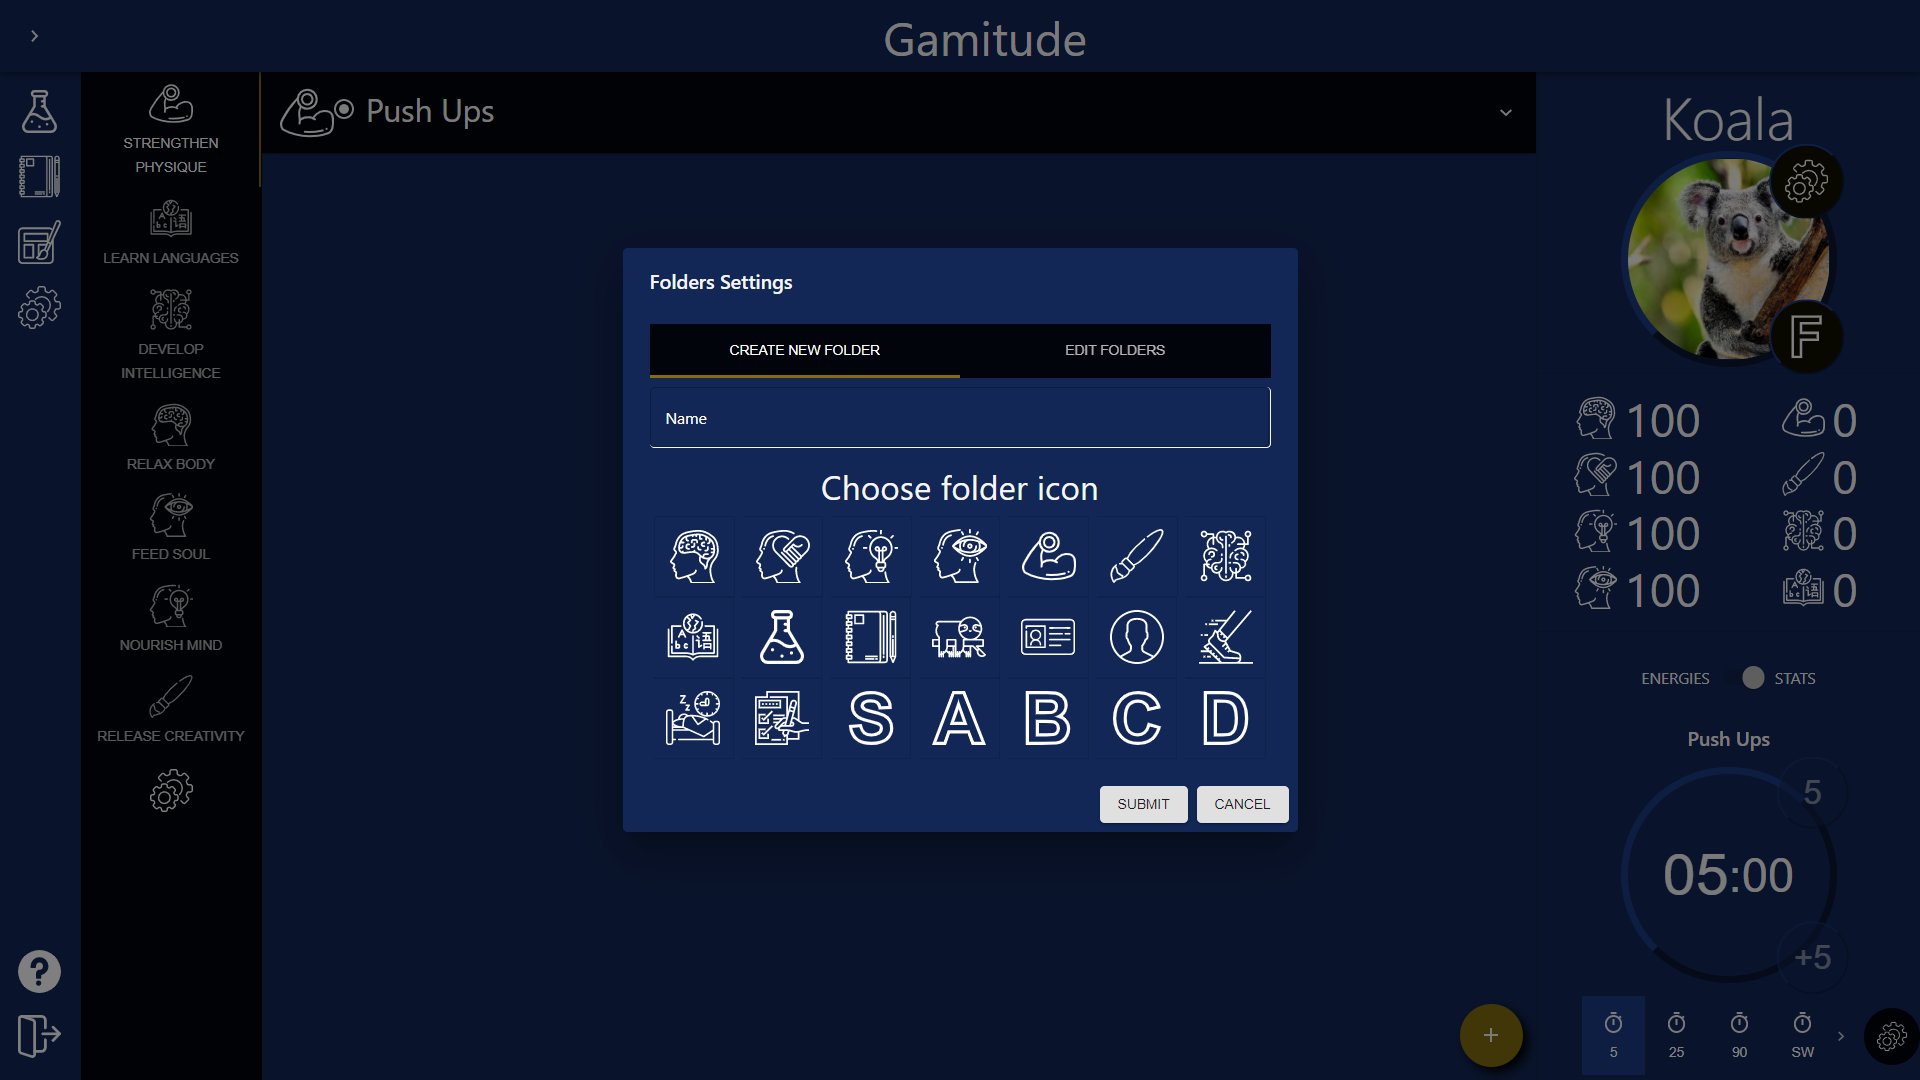 Gamitude
STRENGTHEN
PHYSIQUE
LEARN LANGUAGES
DEVELOP
INTELLIGENCE
RELAX BODY
FEED SOUL
NOURISH MIND
RELEASE CREATIVITY
Push Ups
Folders Settings
CREATE NEW FOLDER
EDIT FOLDERS
Name
Choose folder icon
S A B C D
SUBMIT
CANCEL
Koala
F
100 0
100 0
100 0
100 0
ENERGIES STATS
Push Ups
5
05:00
+5
5 25 90 SW
+
?